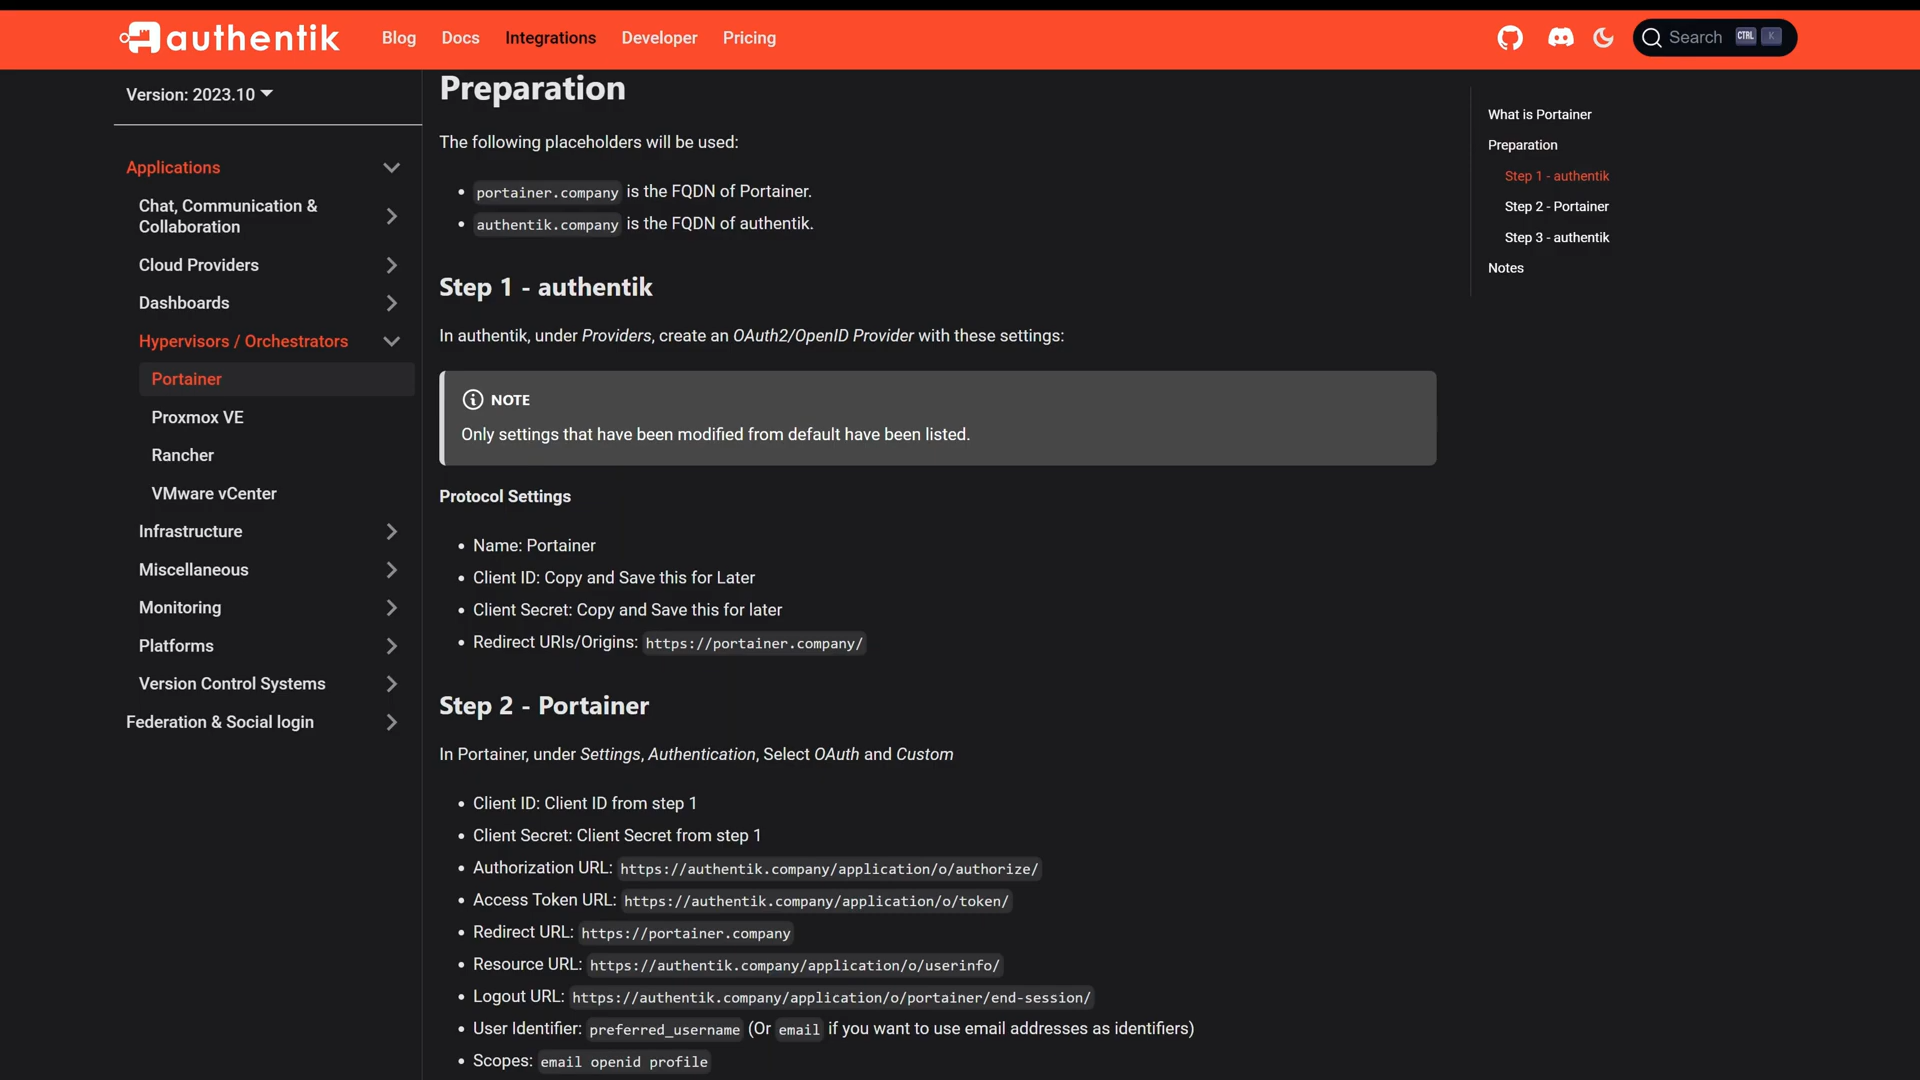 authentik
Blog
Docs
Integrations
Developer
Pricing
Search
CTRL
K
Version: 2023.10
Applications
Chat, Communication &
Collaboration
Cloud Providers
Dashboards
Hypervisors / Orchestrators
Portainer
Proxmox VE
Rancher
VMware vCenter
Infrastructure
Miscellaneous
Monitoring
Platforms
Version Control Systems
Federation & Social login
Preparation
The following placeholders will be used:
portainer.company is the FQDN of Portainer.
authentik.company is the FQDN of authentik.
Step 1 - authentik
In authentik, under Providers, create an OAuth2/OpenID Provider with these settings:
NOTE
Only settings that have been modified from default have been listed.
Protocol Settings
Name: Portainer
Client ID: Copy and Save this for Later
Client Secret: Copy and Save this for later
Redirect URIs/Origins: https://portainer.company/
Step 2 - Portainer
In Portainer, under Settings, Authentication, Select OAuth and Custom
Client ID: Client ID from step 1
Client Secret: Client Secret from step 1
Authorization URL: https://authentik.company/application/o/authorize/
Access Token URL: https://authentik.company/application/o/token/
Redirect URL: https://portainer.company
Resource URL: https://authentik.company/application/o/userinfo/
Logout URL: https://authentik.company/application/o/portainer/end-session/
User Identifier: preferred_username (Or email if you want to use email addresses as identifiers)
Scopes: email openid profile
What is Portainer
Preparation
Step 1 - authentik
Step 2 - Portainer
Step 3 - authentik
Notes